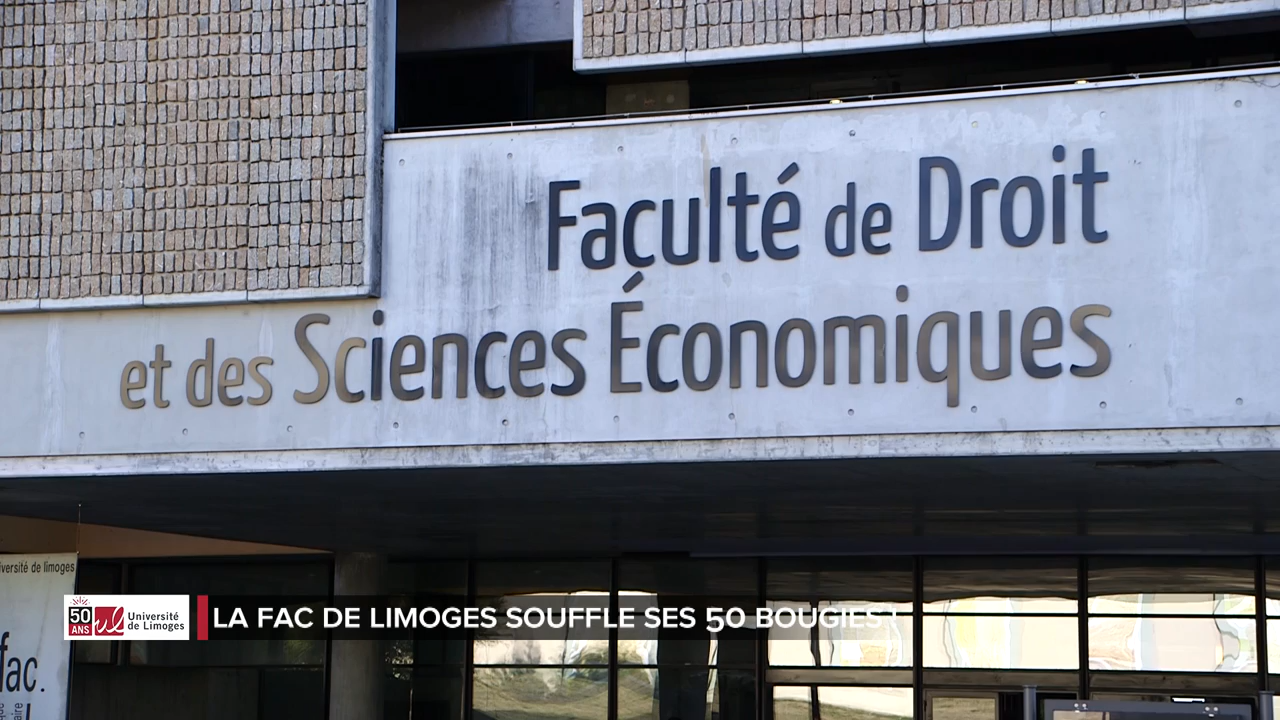 Faculté de Droit
et des Sciences Économiques
versité de limoges
fac.
50
ANS
Université
de Limoges
LA FAC DE LIMOGES SOUFFLE SES 50 BOUGIES !